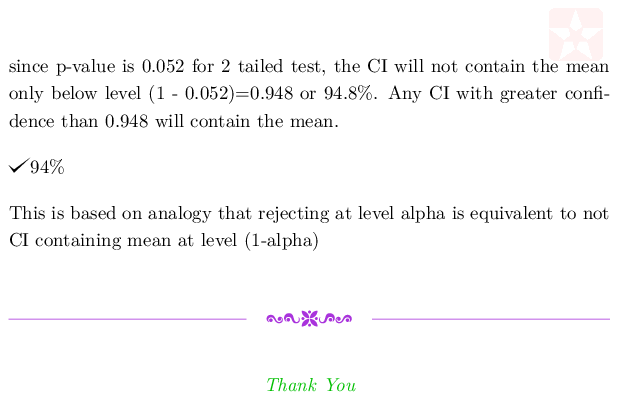 since p-value is 0.052 for 2 tailed test, the CI will not contain the mean
only below level (1 - 0.052)=0.948 or 94.8%. Any CI with greater confi-
dence than 0.948 will contain the mean.
✓94%
This is based on analogy that rejecting at level alpha is equivalent to not
CI containing mean at level (1-alpha)
Thank You